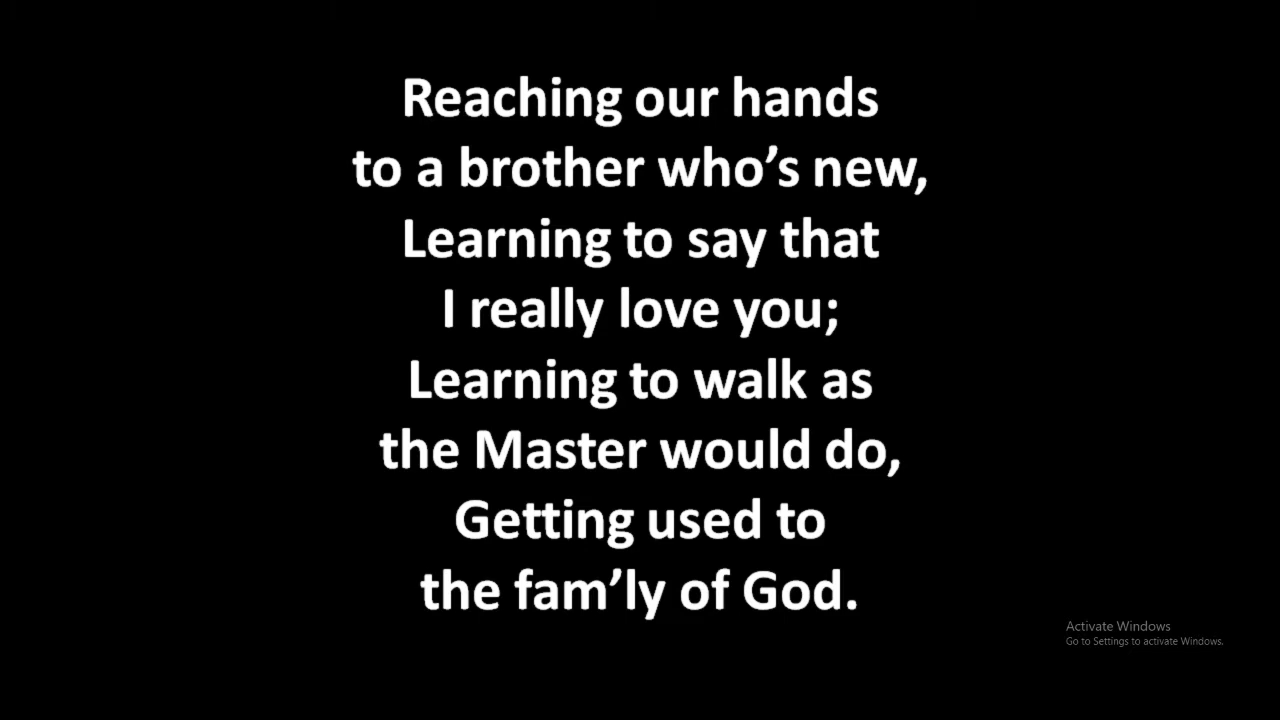 Reaching our hands
to a brother who’s new,
Learning to say that
I really love you;
Learning to walk as
the Master would do,
Getting used to
the fam’ly of God.
Activate Windows
Go to Settings to activate Windows.